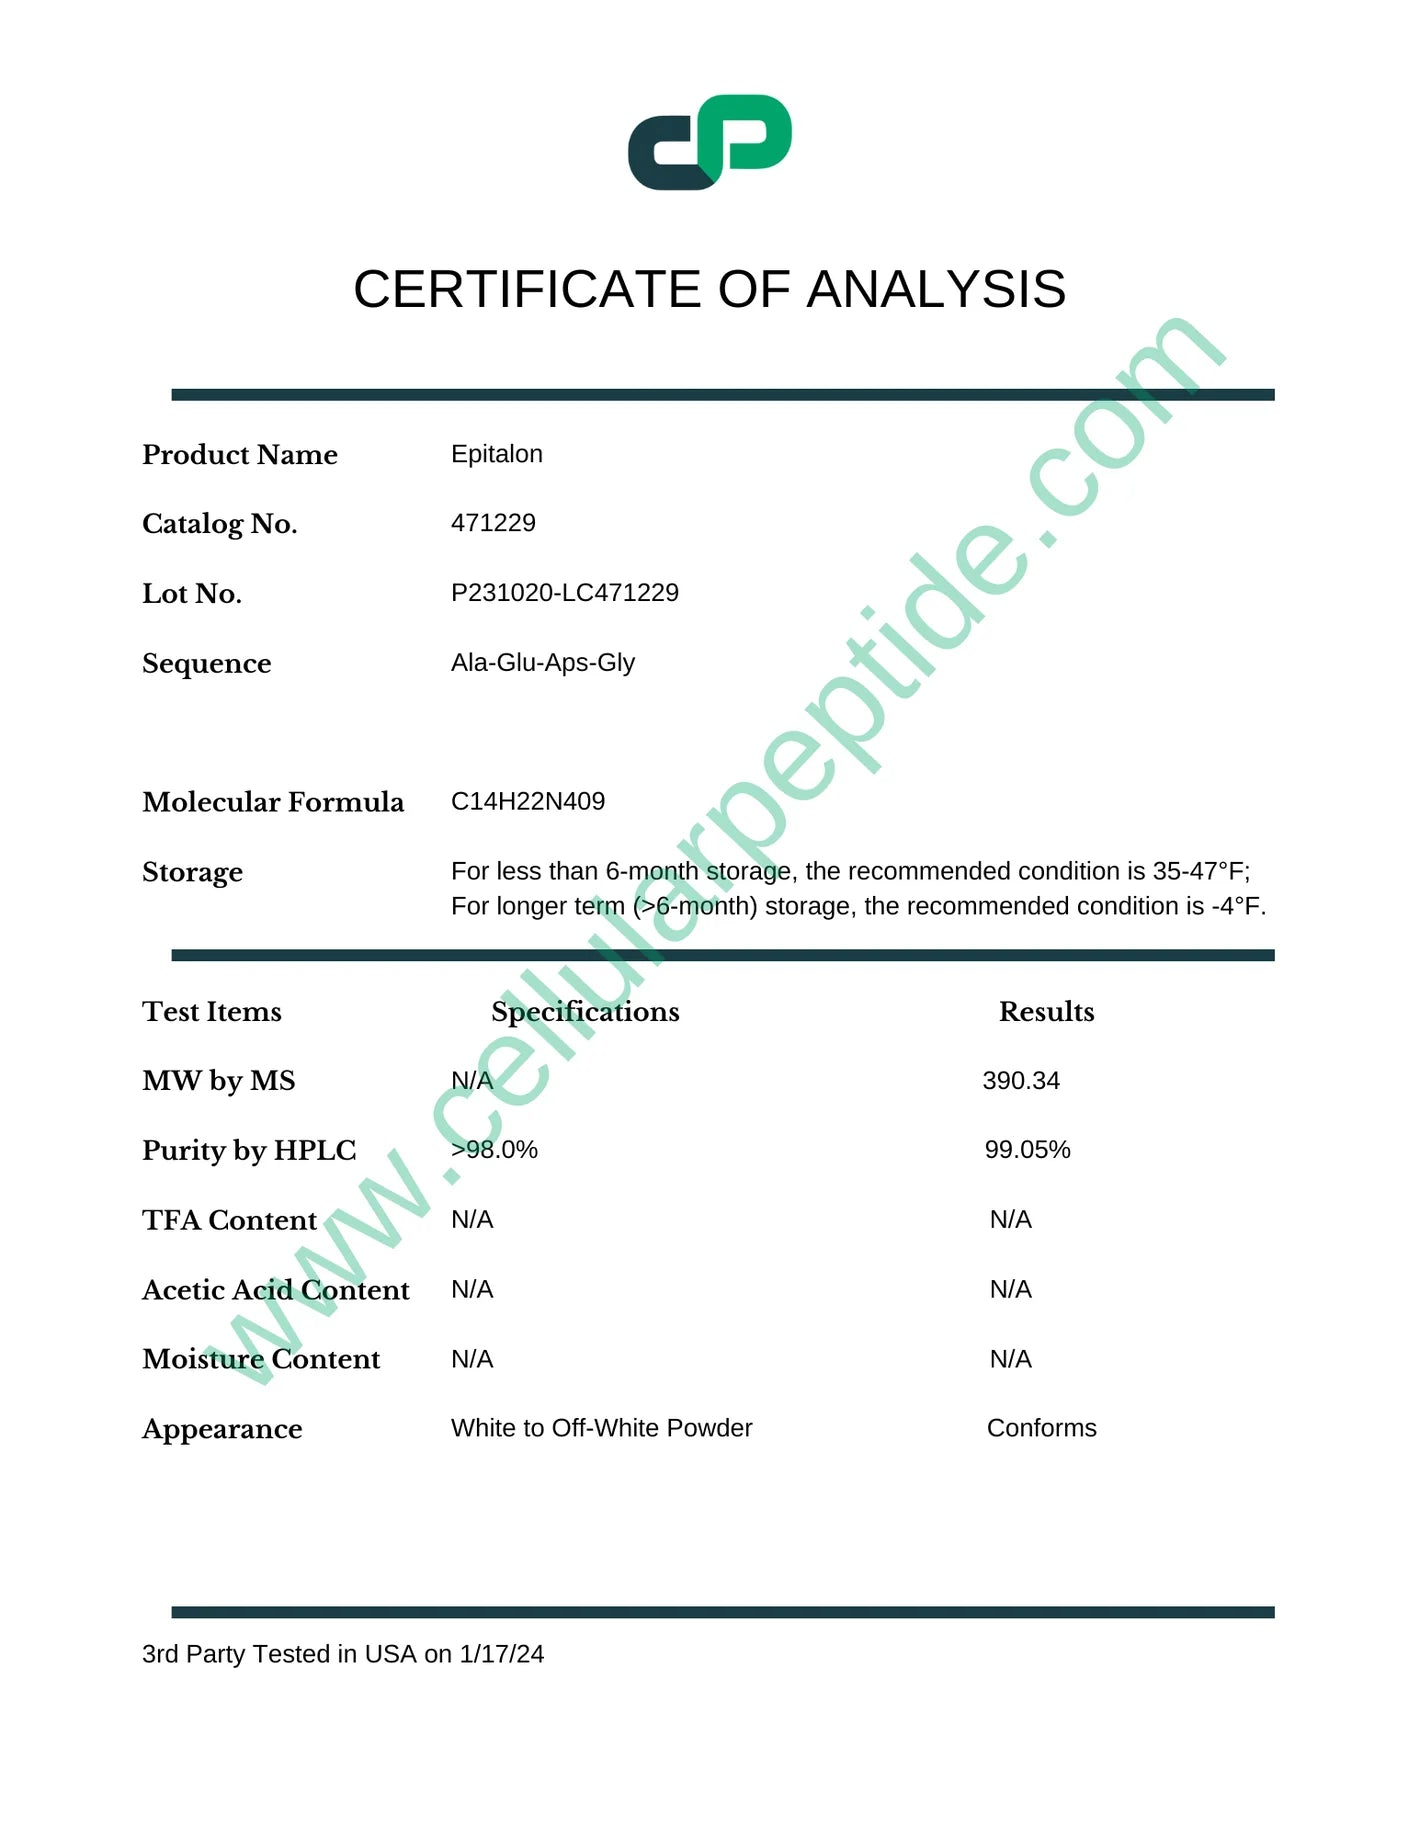 CP
CERTIFICATE OF ANALYSIS
Product Name Epitalon
Catalog No. 471229
Lot No. P231020-LC471229
Sequence Ala-Glu-Aps-Gly
Molecular Formula C14H22N409
Storage For less than 6-month storage, the recommended condition is 35-47°F;
For longer term (>6-month) storage, the recommended condition is -4°F.
Test Items Specifications Results
MW by MS N/A 390.34
Purity by HPLC >98.0% 99.05%
TFA Content N/A N/A
Acetic Acid Content N/A N/A
Moisture Content N/A N/A
Appearance White to Off-White Powder Conforms
3rd Party Tested in USA on 1/17/24
www.cellularpeptide.com